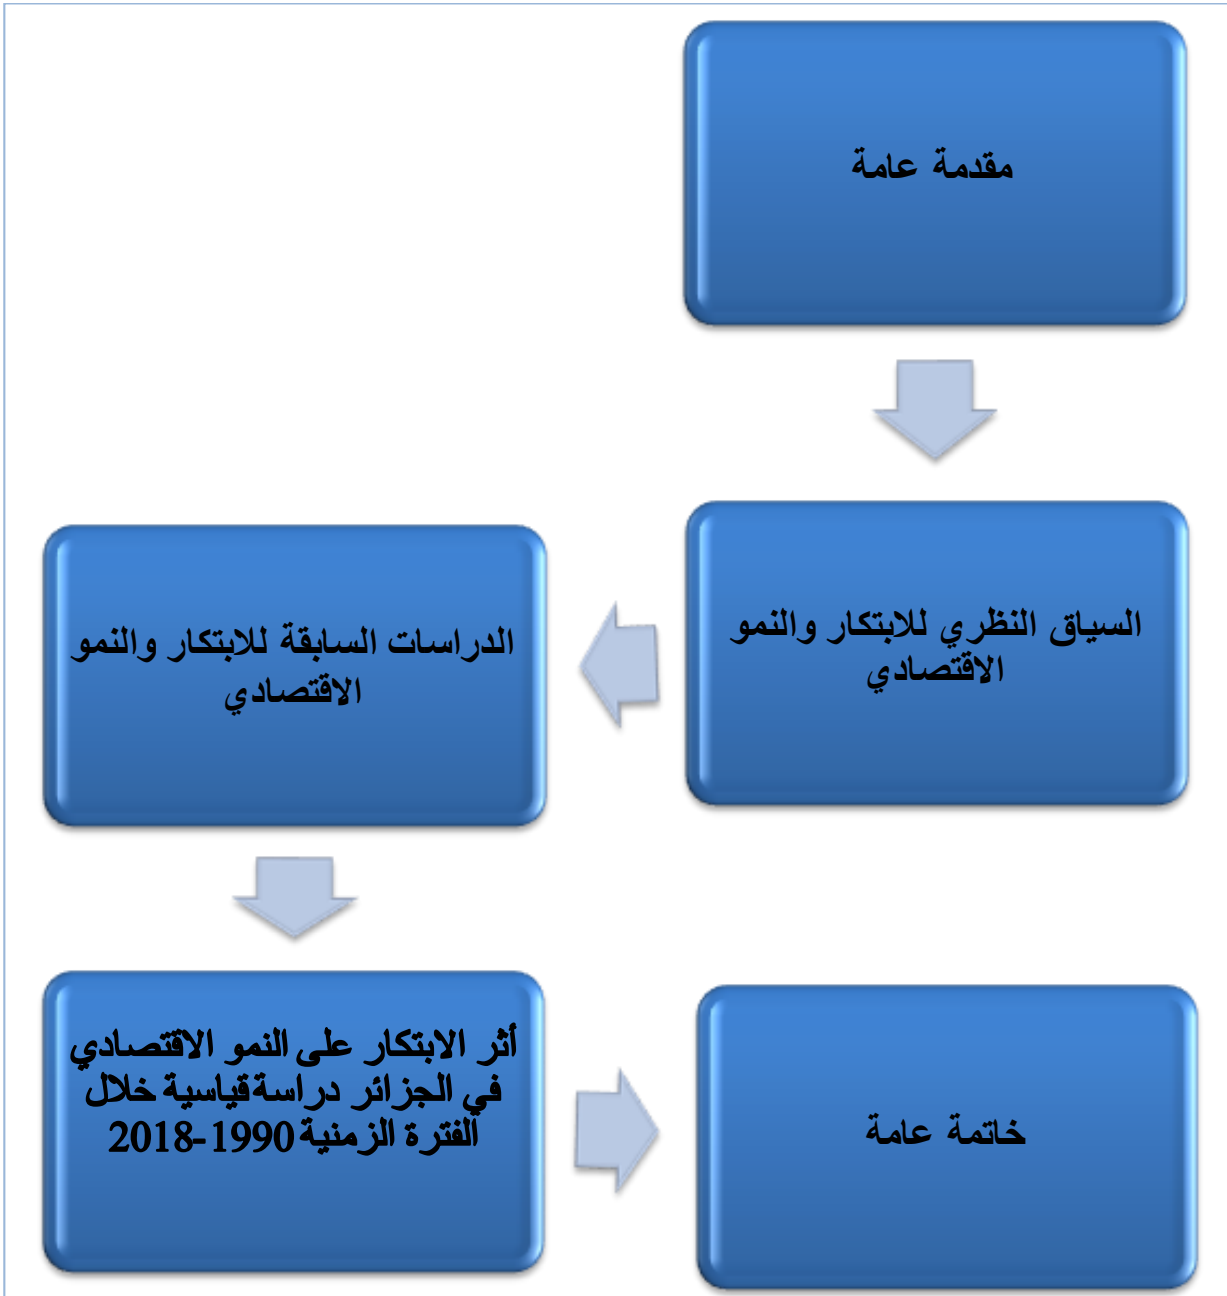 مقدمة عامة
السياق النظري للابتكار والنمو
الاقتصادي
الدراسات السابقة للابتكار والنمو
الاقتصادي
أثر الابتكار على النمو الاقتصادي
في الجزائر دراسة قياسية خلال
الفترة الزمنية 1990-2018
خاتمة عامة